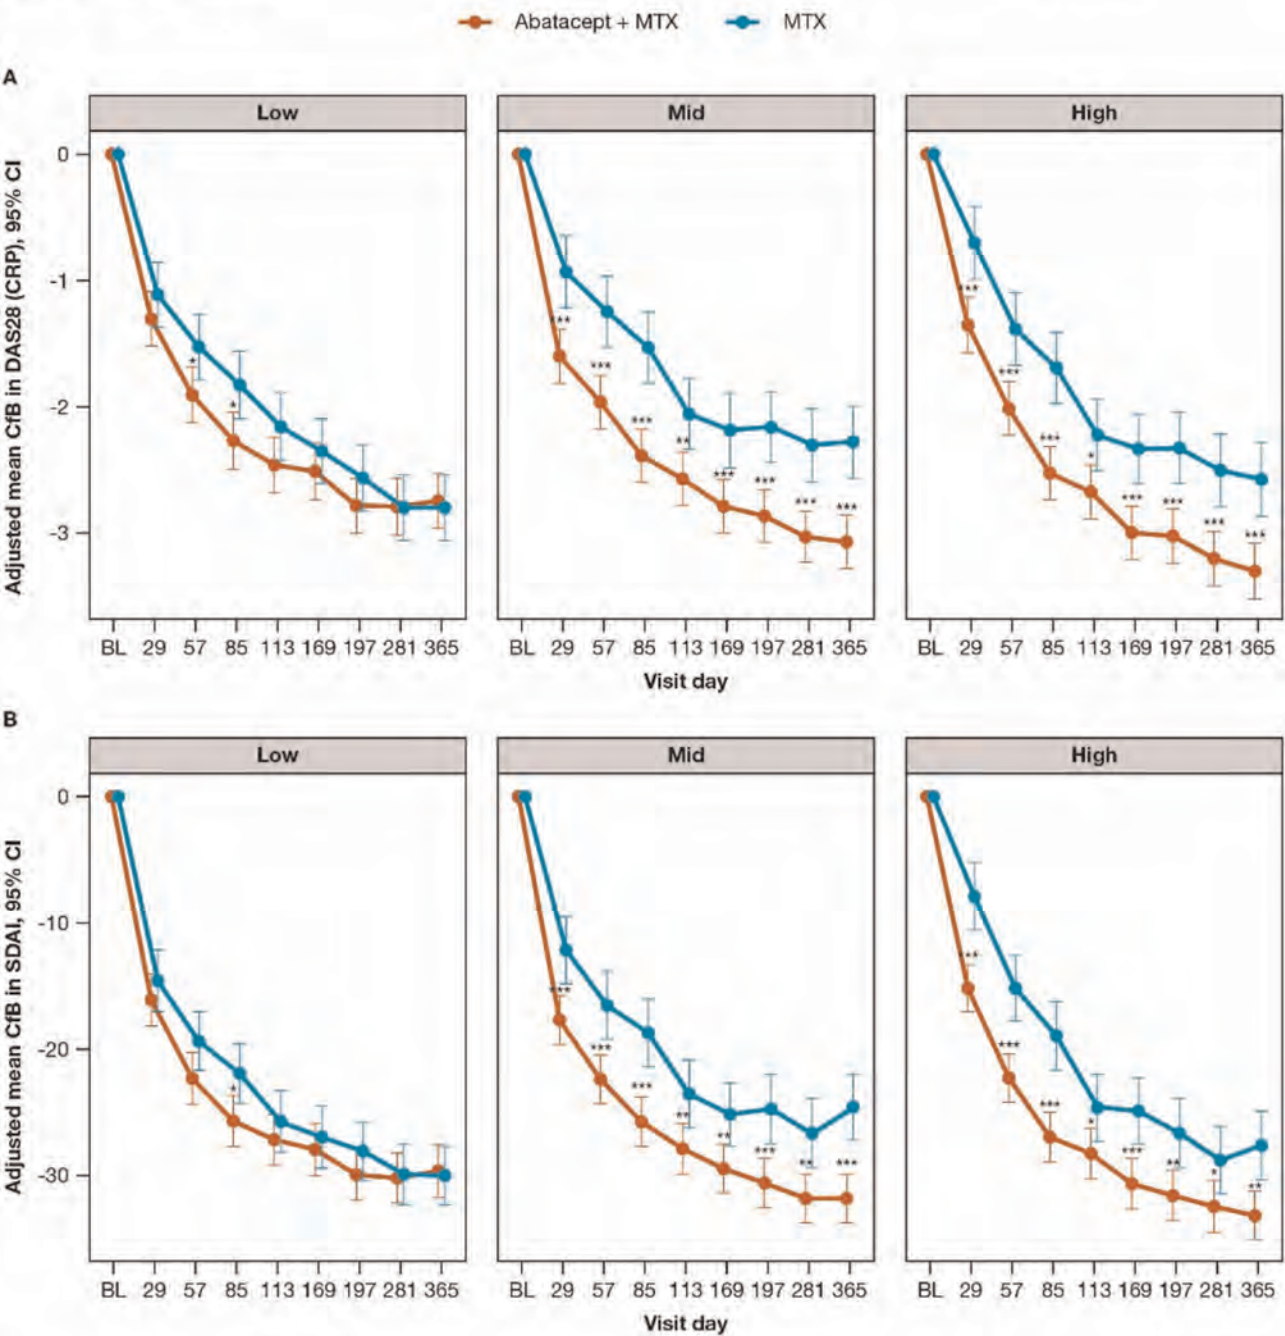 Abatacept + MTX MTX
A
Low Mid High
Adjusted mean CfB in DAS28 (CRP), 95% CI
0
*** 
-1
*** *** * *** *** *
-2
*** *** ** * *** *** *** *** *** *** *** ***
-3
BL 29 57 85 113 169 197 281 365 BL 29 57 85 113 169 197 281 365 BL 29 57 85 113 169 197 281 365
Visit day
B
Low Mid High
Adjusted mean CfB in SDAI, 95% CI
0
-10
***
***
-20
*** ***
* *** ***
** *
** *** ** *** *** ** * **
-30
BL 29 57 85 113 169 197 281 365 BL 29 57 85 113 169 197 281 365 BL 29 57 85 113 169 197 281 365
Visit day